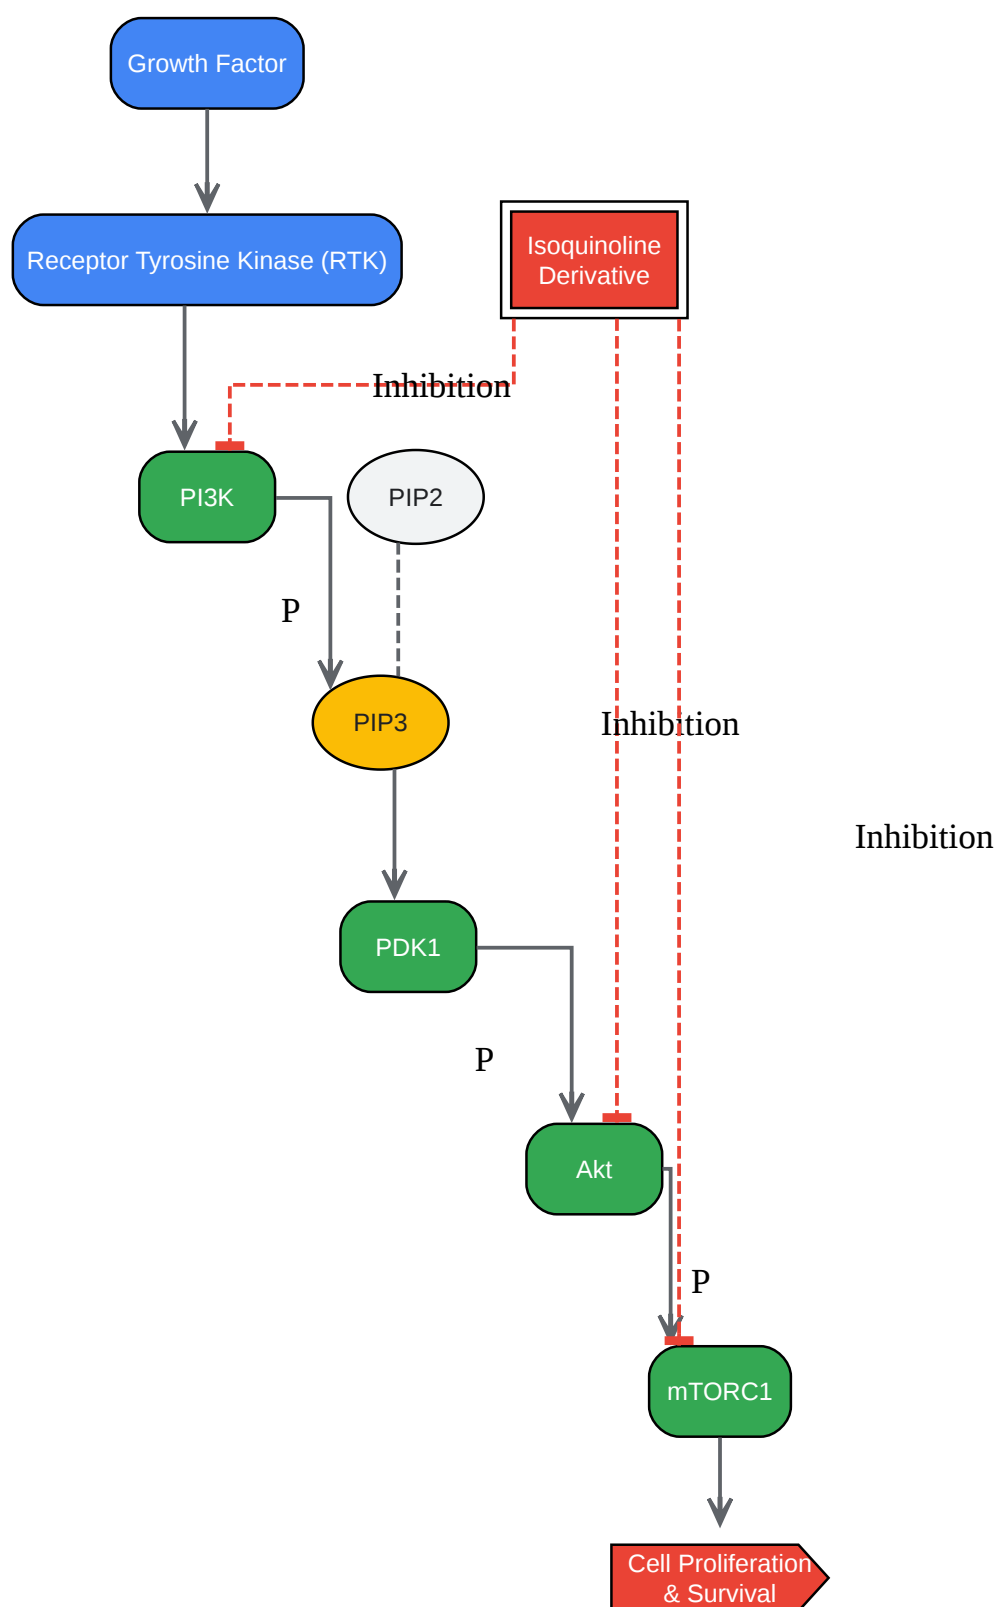 Growth Factor
Receptor Tyrosine Kinase (RTK)
Isoquinoline
Derivative
Inhibition
PI3K
PIP2
P
PIP3
Inhibition
Inhibition
PDK1
P
Akt
P
mTORC1
Cell Proliferation
& Survival